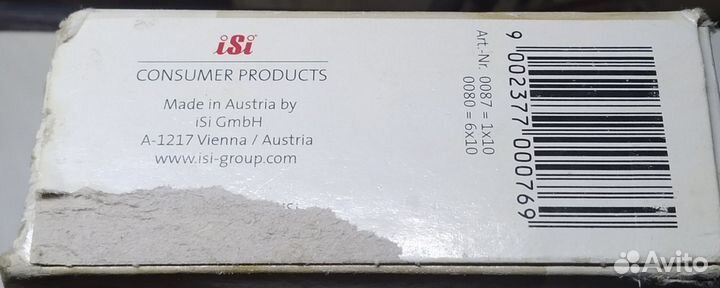 iSi
CONSUMER PRODUCTS
Made in Austria by
iSi GmbH
A-1217 Vienna / Austria
www.isi-group.com
Art.-Nr. 0087 = 1x10
0080 = 6x10
9 002377 000769
Avito